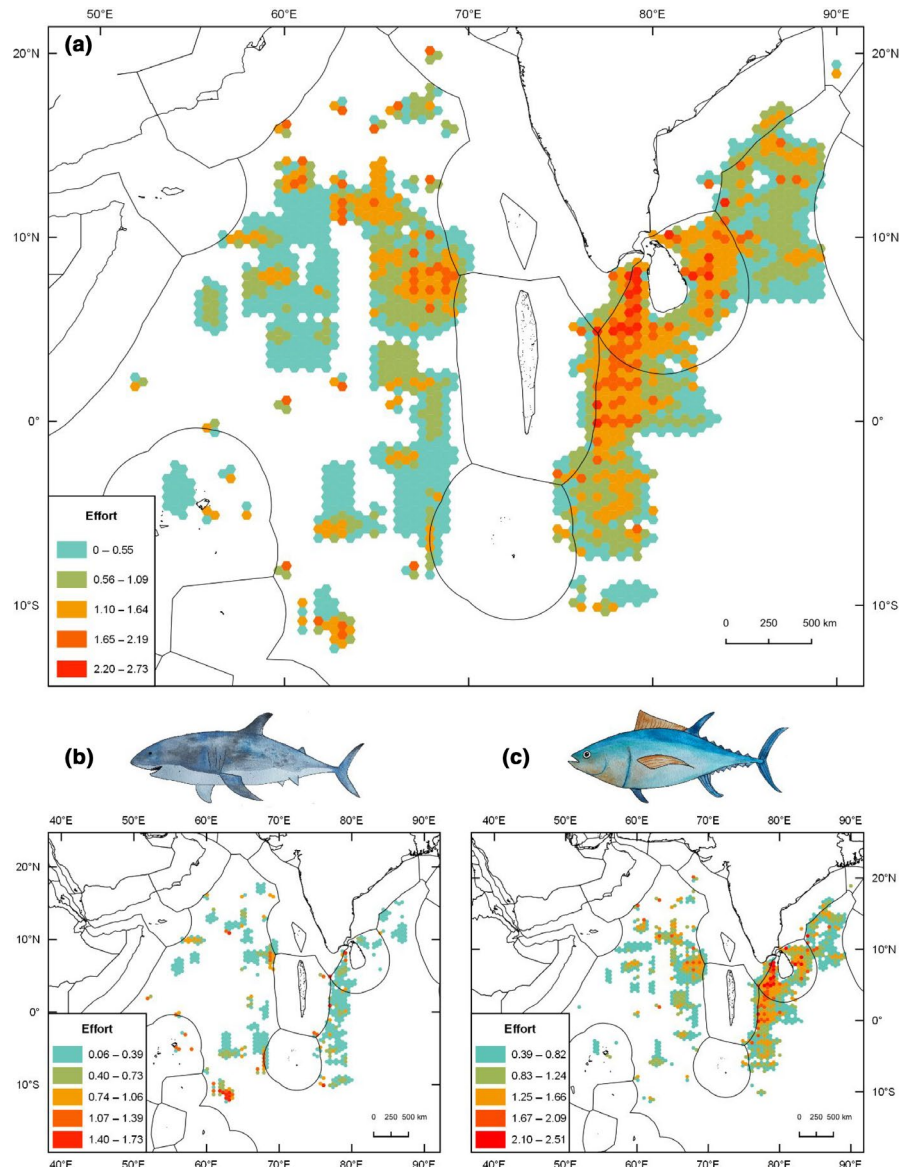 50°E 60°E 70°E 80°E 90°E
(a)
20°N 20°N
10°N 10°N
0° 0°
10°S 10°S
Effort
0 – 0.55
0.56 – 1.09
1.10 – 1.64
1.65 – 2.19
2.20 – 2.73
0 250 500 km
(b)
40°E 50°E 60°E 70°E 80°E 90°E
20°N
10°N
0°
10°S
Effort
0.06 – 0.39
0.40 – 0.73
0.74 – 1.06
1.07 – 1.39
1.40 – 1.73
0 250 500 km
40°E 50°E 60°E 70°E 80°E 90°E
(c)
40°E 50°E 60°E 70°E 80°E 90°E
20°N
10°N
0°
10°S
Effort
0.39 – 0.82
0.83 – 1.24
1.25 – 1.66
1.67 – 2.09
2.10 – 2.51
0 250 500 km
50°E 60°E 70°E 80°E 90°E